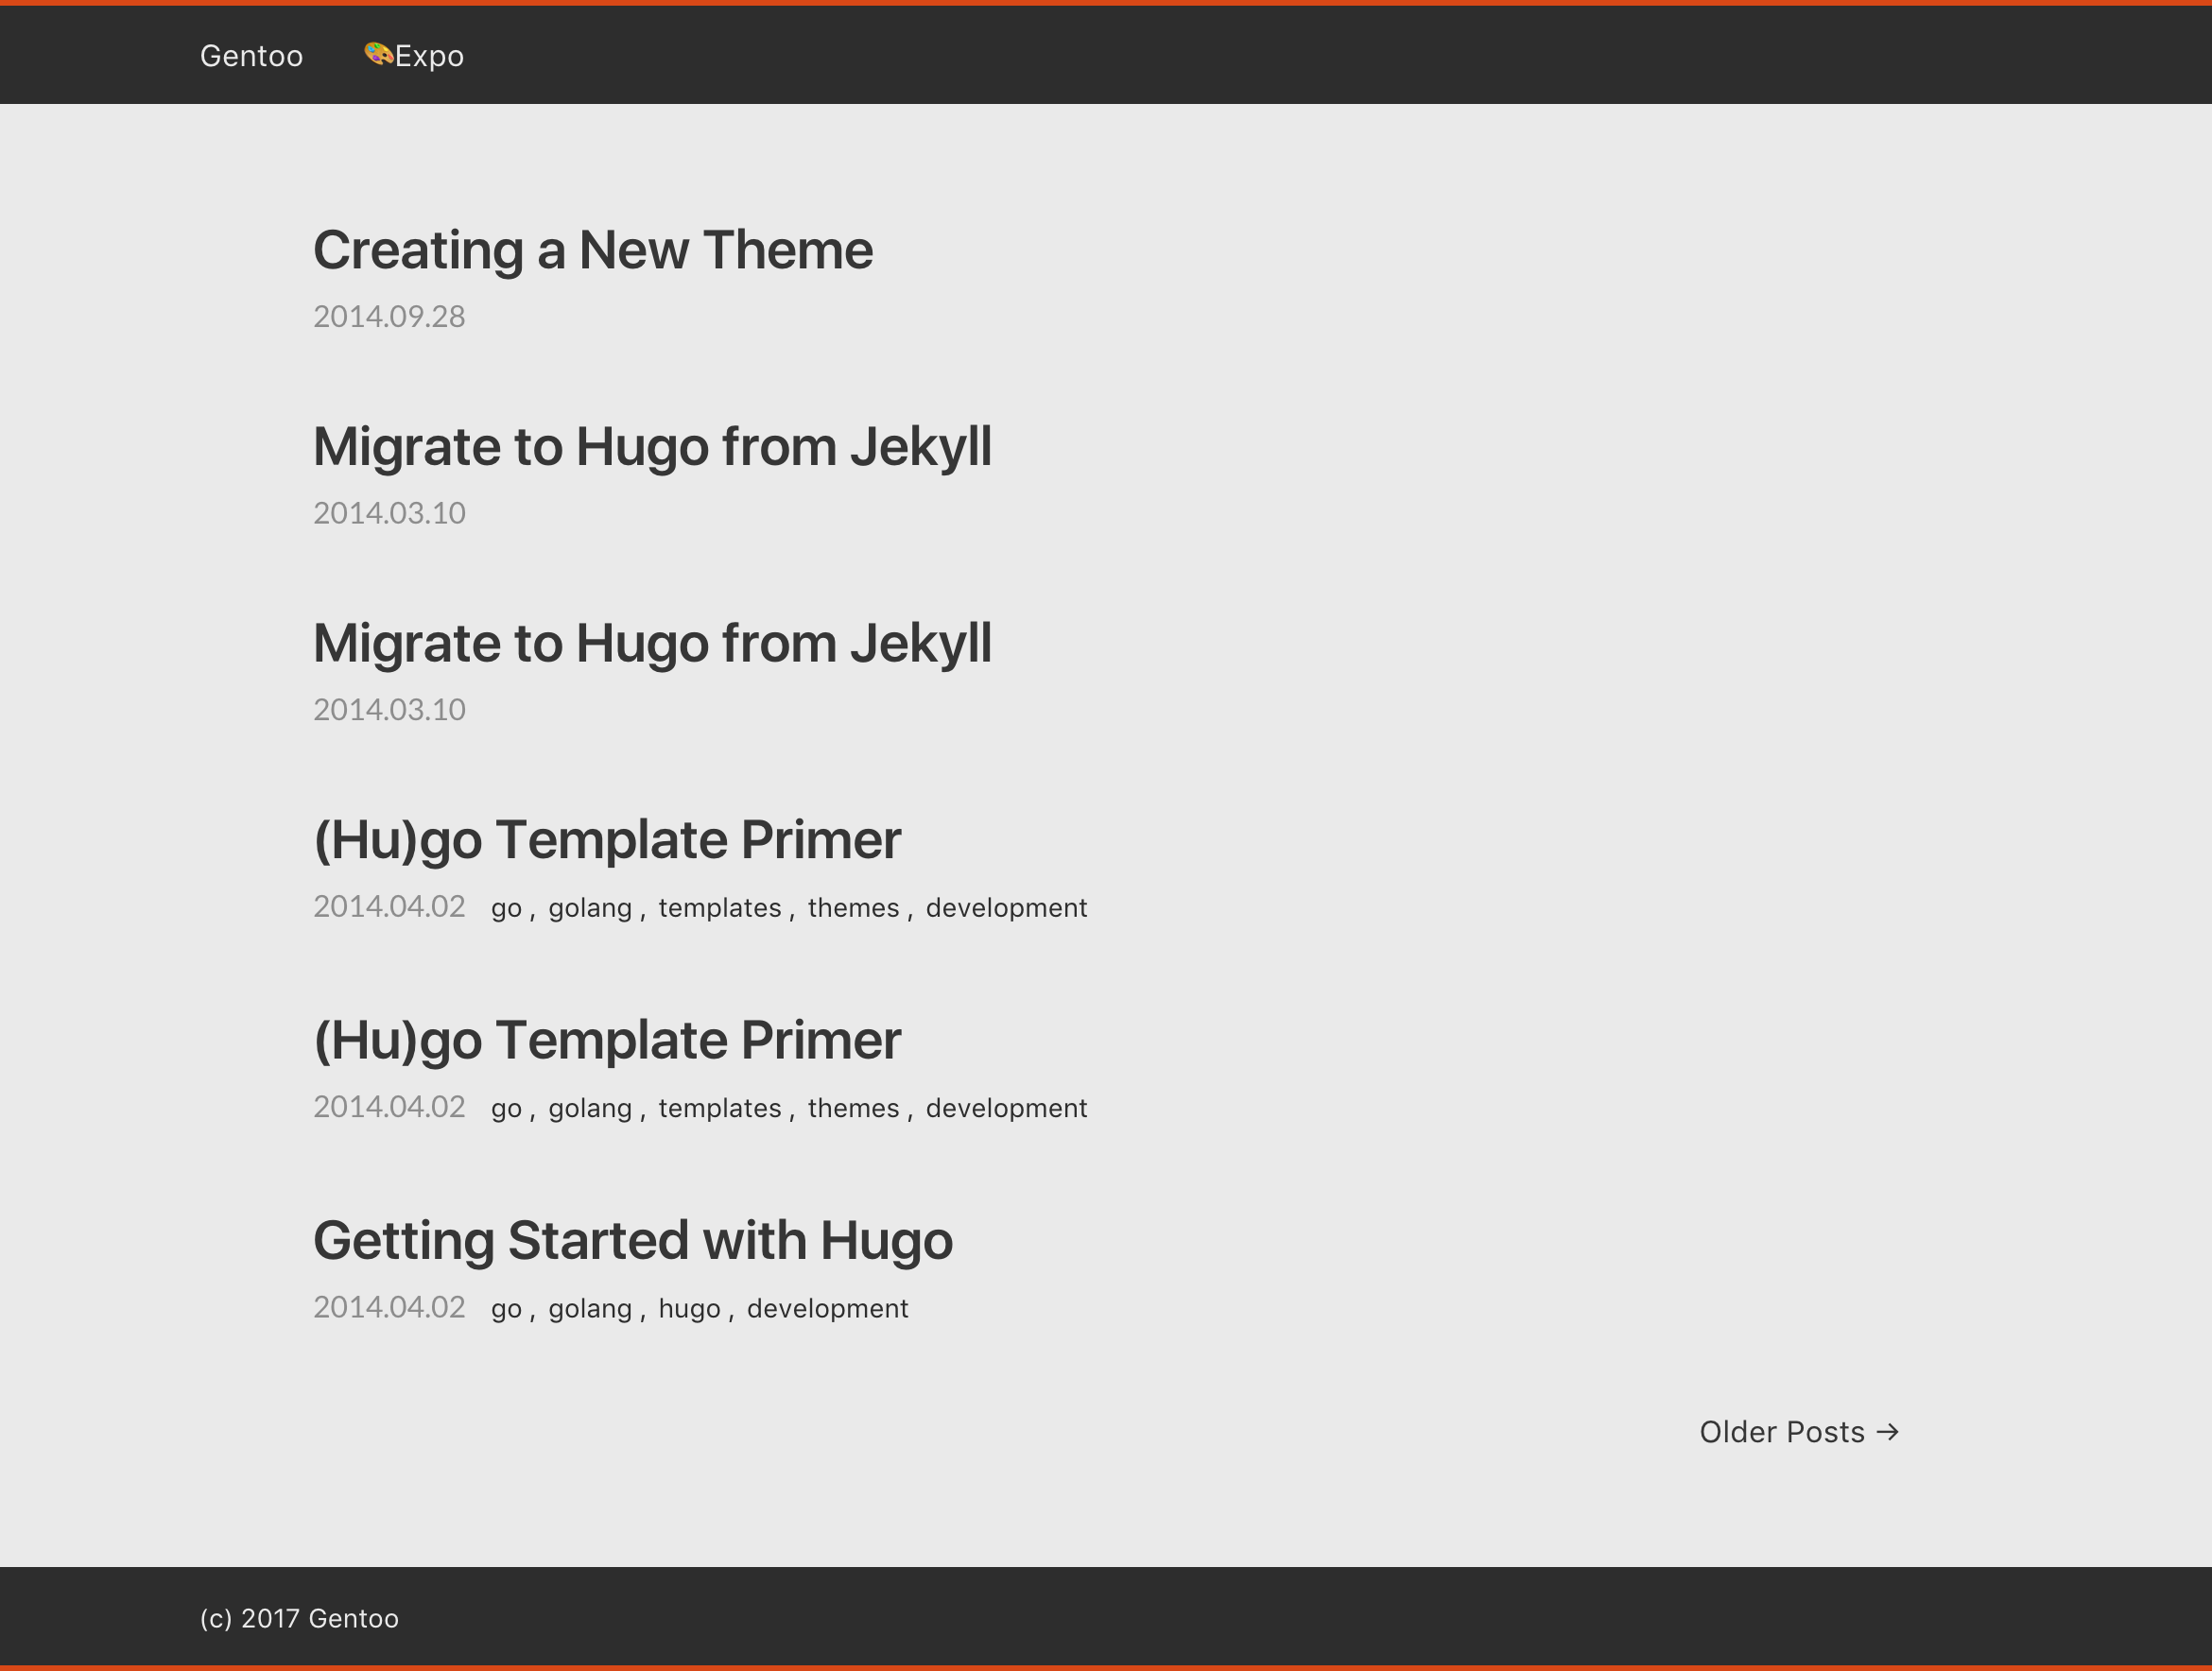 Gentoo 🎨Expo
Creating a New Theme
2014.09.28
Migrate to Hugo from Jekyll
2014.03.10
Migrate to Hugo from Jekyll
2014.03.10
(Hu)go Template Primer
2014.04.02 go , golang , templates , themes , development
(Hu)go Template Primer
2014.04.02 go , golang , templates , themes , development
Getting Started with Hugo
2014.04.02 go , golang , hugo , development
Older Posts →
(c) 2017 Gentoo